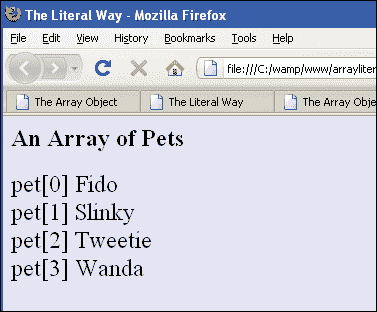 The Literal Way - Mozilla Firefox
File Edit View History Bookmarks Tools Help
file:///C:/wamp/www/arrayliter
The Array Object The Literal Way The Array Obje
An Array of Pets
pet[0] Fido
pet[1] Slinky
pet[2] Tweetie
pet[3] Wanda